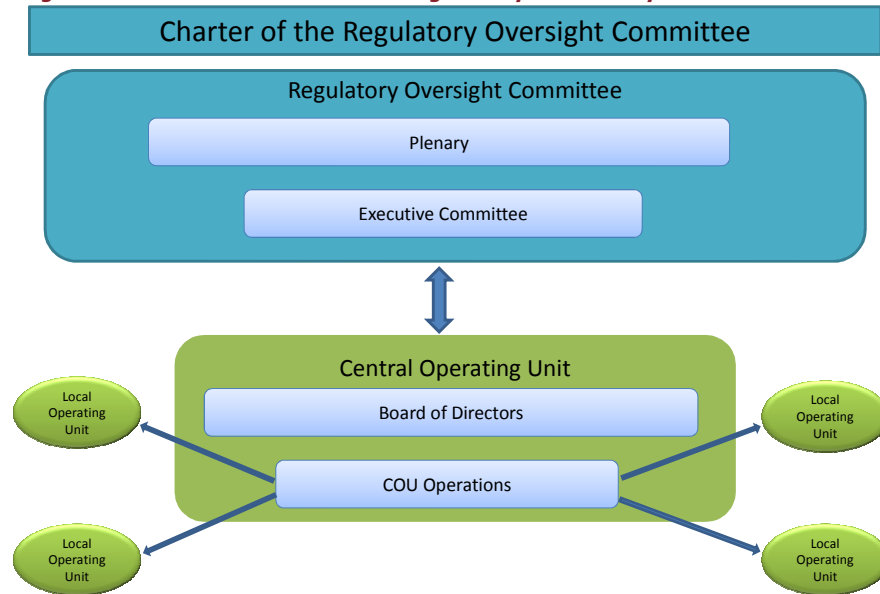 Charter of the Regulatory Oversight Committee
Regulatory Oversight Committee
Plenary
Executive Committee
Central Operating Unit
Board of Directors
COU Operations
Local
Operating
Unit
Local
Operating
Unit
Local
Operating
Unit
Local
Operating
Unit